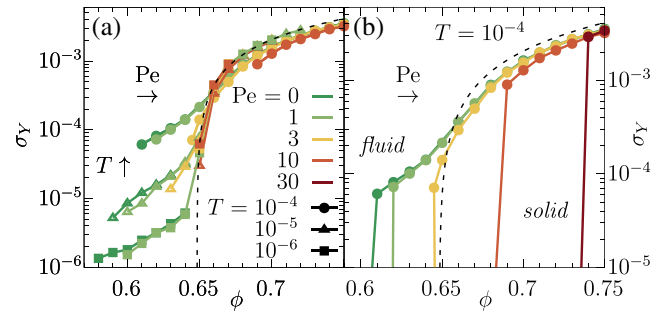 (a)
(b)
T = 10⁻⁴
10⁻³
10⁻⁴
10⁻⁵
10⁻⁶
σ_Y
Pe
→
T ↑
Pe = 0
1
3
10
30
T = 10⁻⁴
10⁻⁵
10⁻⁶
0.6
0.65
0.7
ϕ
Pe
→
fluid
solid
10⁻³
10⁻⁴
10⁻⁵
σ_Y
0.6
0.65
0.7
0.75
ϕ